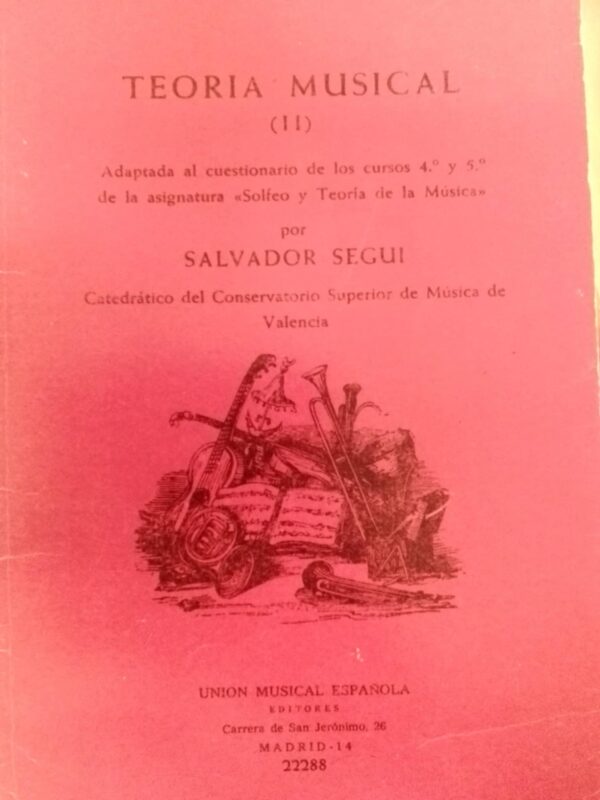 TEORIA MUSICAL
(II)
Adaptada al cuestionario de los cursos 4.º y 5.º
de la asignatura «Solfeo y Teoría de la Música»
por
SALVADOR SEGUI
Catedrático del Conservatorio Superior de Música de
Valencia
UNION MUSICAL ESPAÑOLA
EDITORES
Carrera de San Jerónimo, 26
MADRID-14
22288